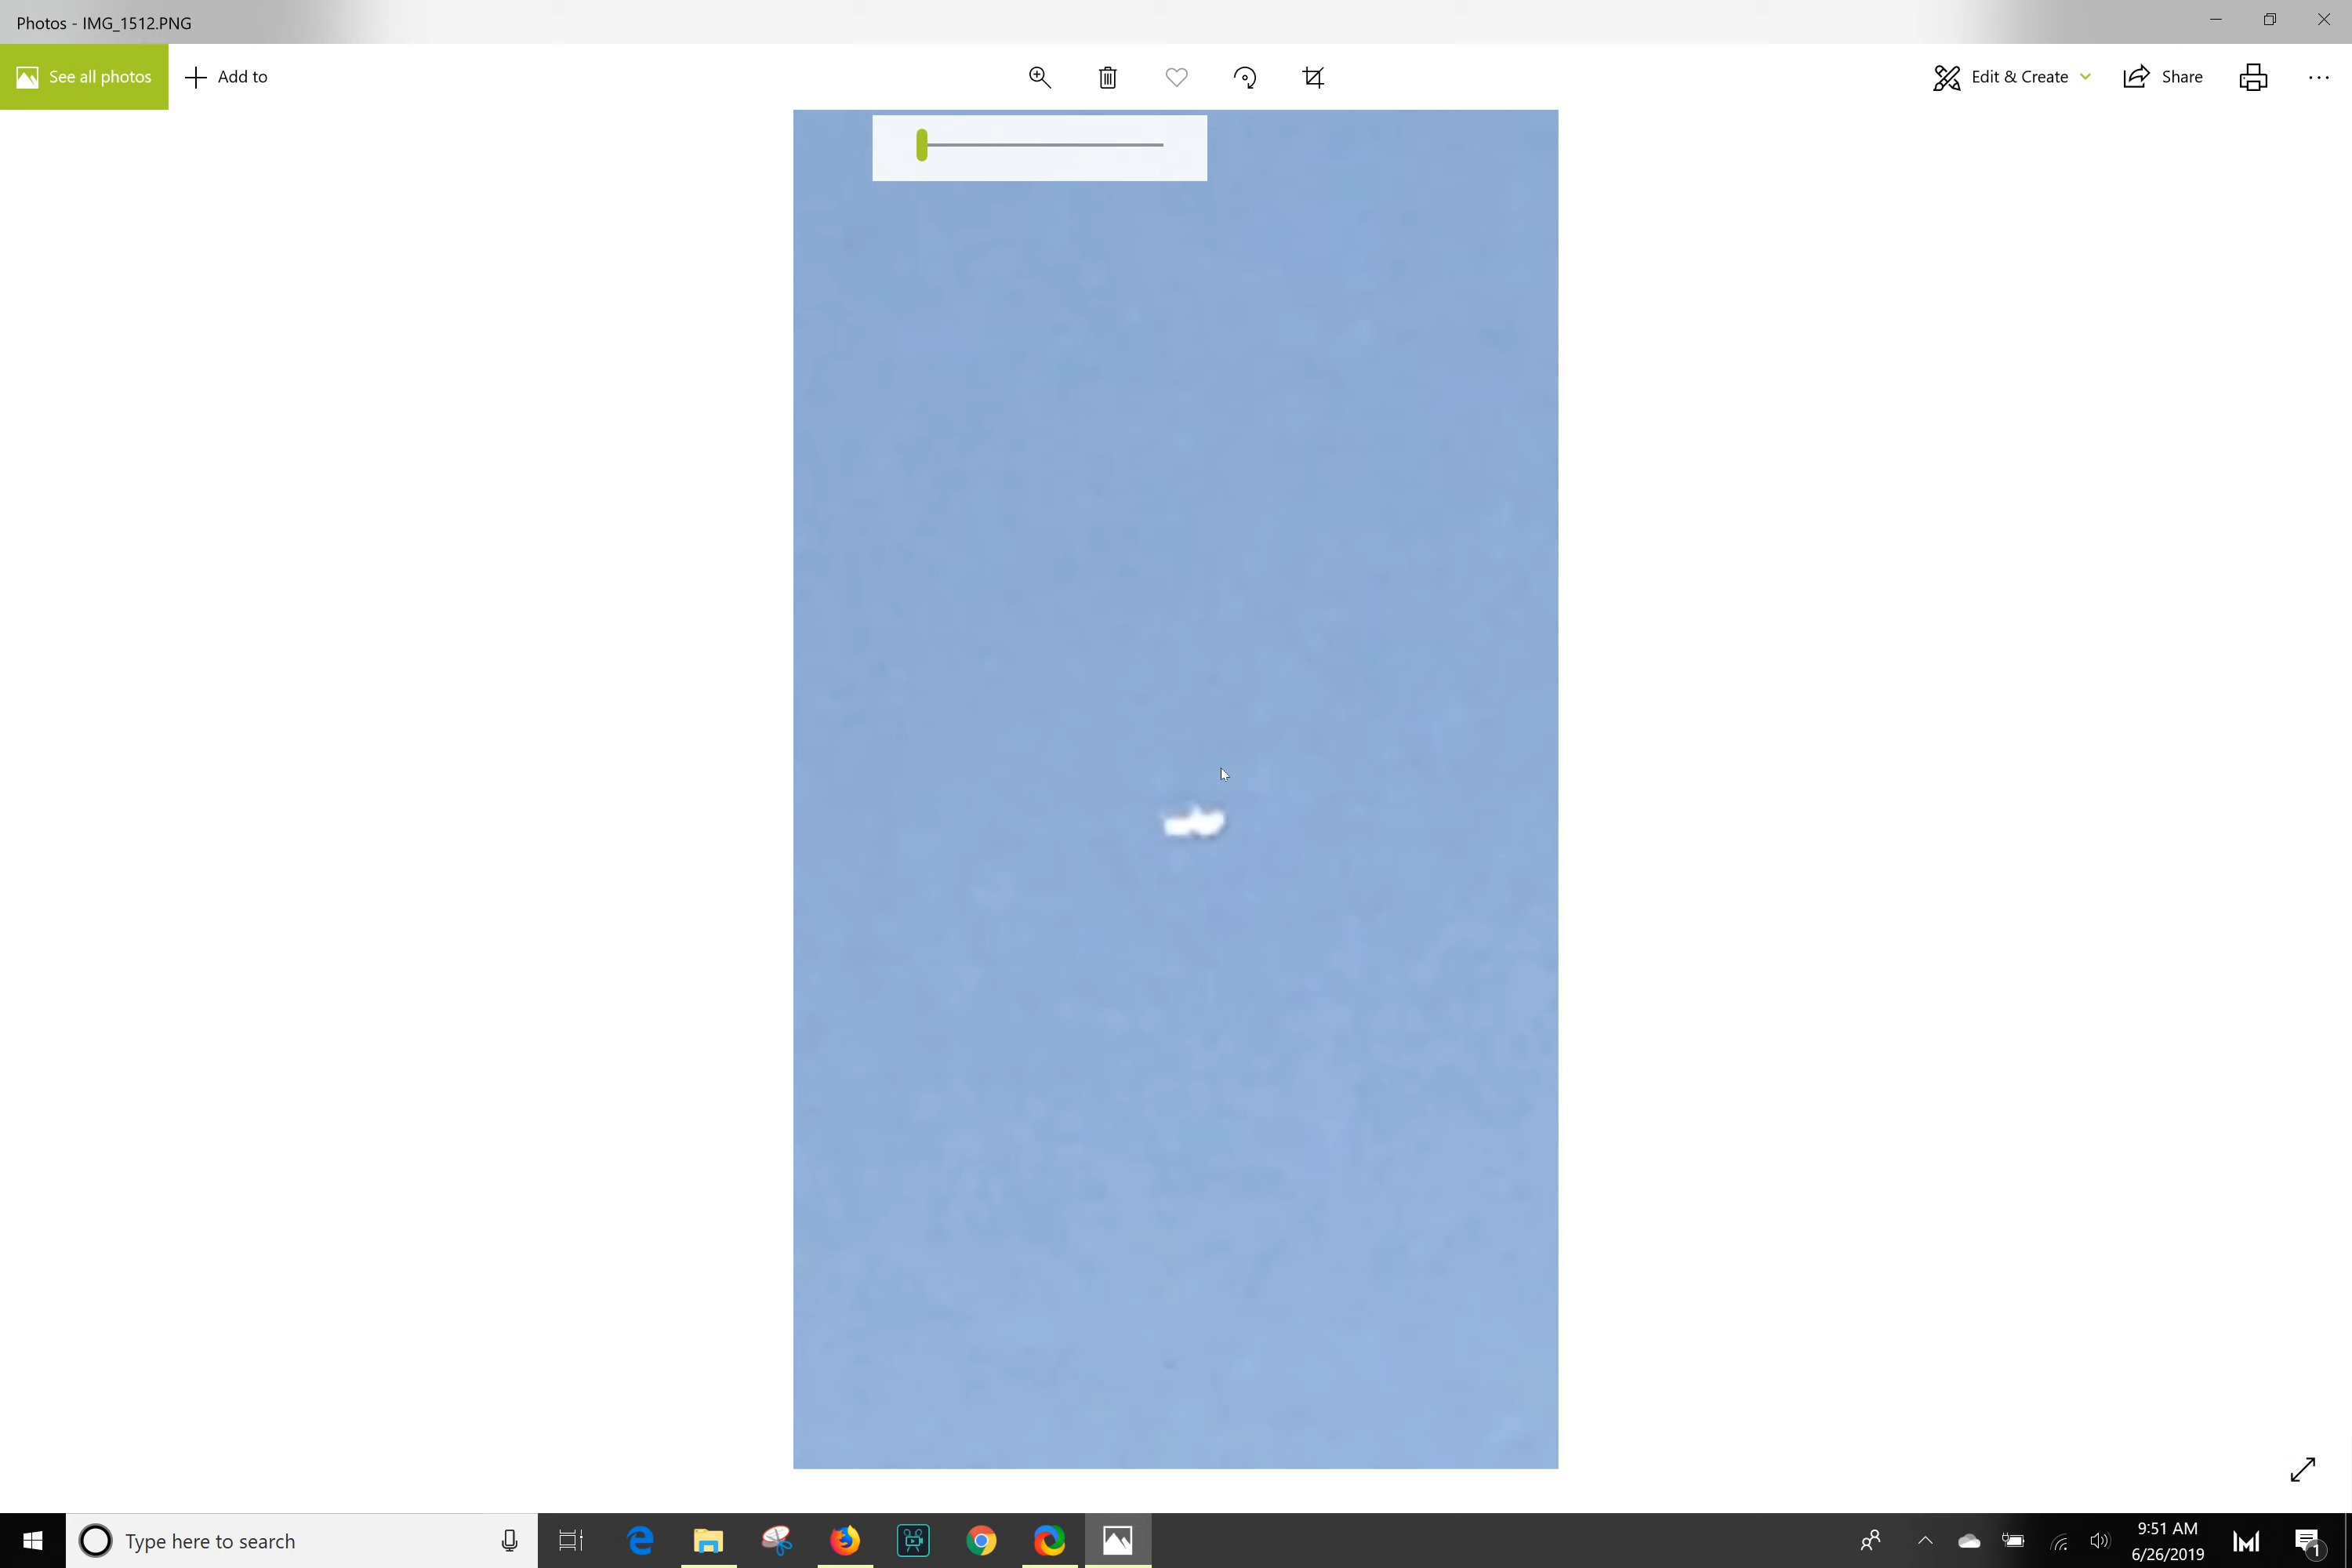 Photos - IMG_1512.PNG
See all photos
Add to
Edit & Create
Share
Type here to search
9:51 AM
6/26/2019
1